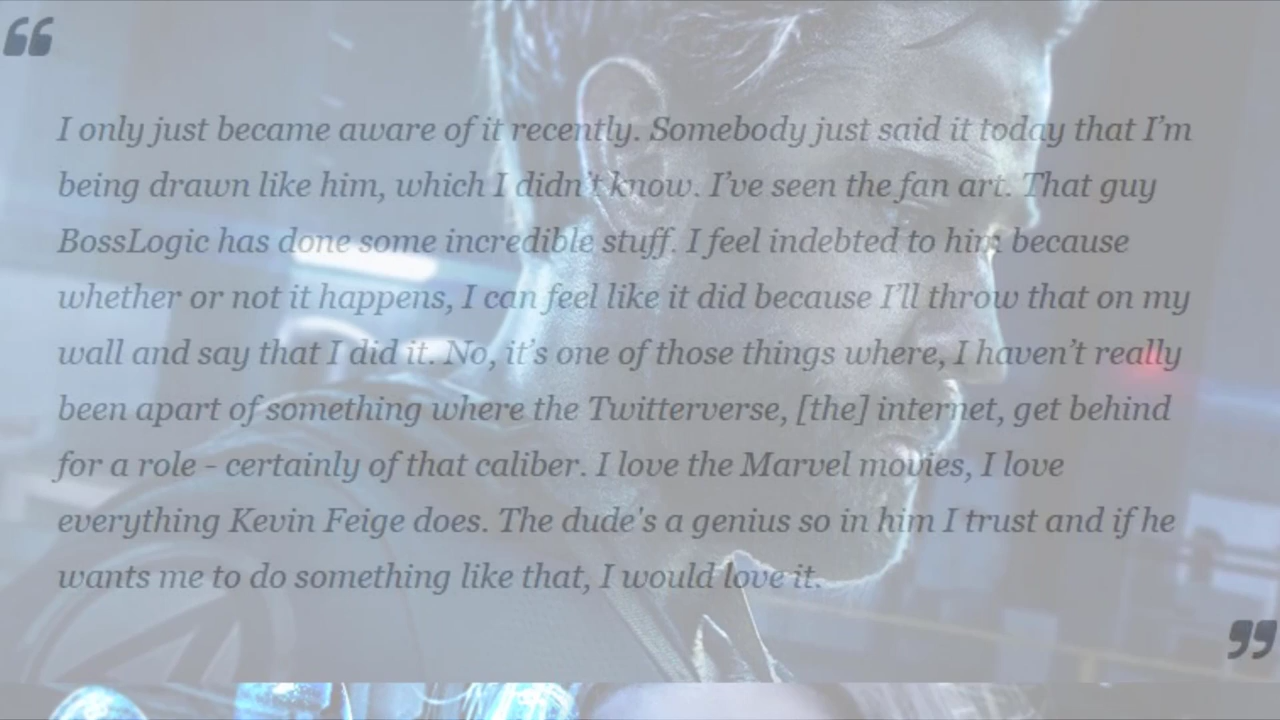 “
I only just became aware of it recently. Somebody just said it today that I’m
being drawn like him, which I didn’t know. I’ve seen the fan art. That guy
BossLogic has done some incredible stuff. I feel indebted to him because
whether or not it happens, I can feel like it did because I’ll throw that on my
wall and say that I did it. No, it’s one of those things where, I haven’t really
been apart of something where the Twitterverse, [the] internet, get behind
for a role - certainly of that caliber. I love the Marvel movies, I love
everything Kevin Feige does. The dude's a genius so in him I trust and if he
wants me to do something like that, I would love it.
”